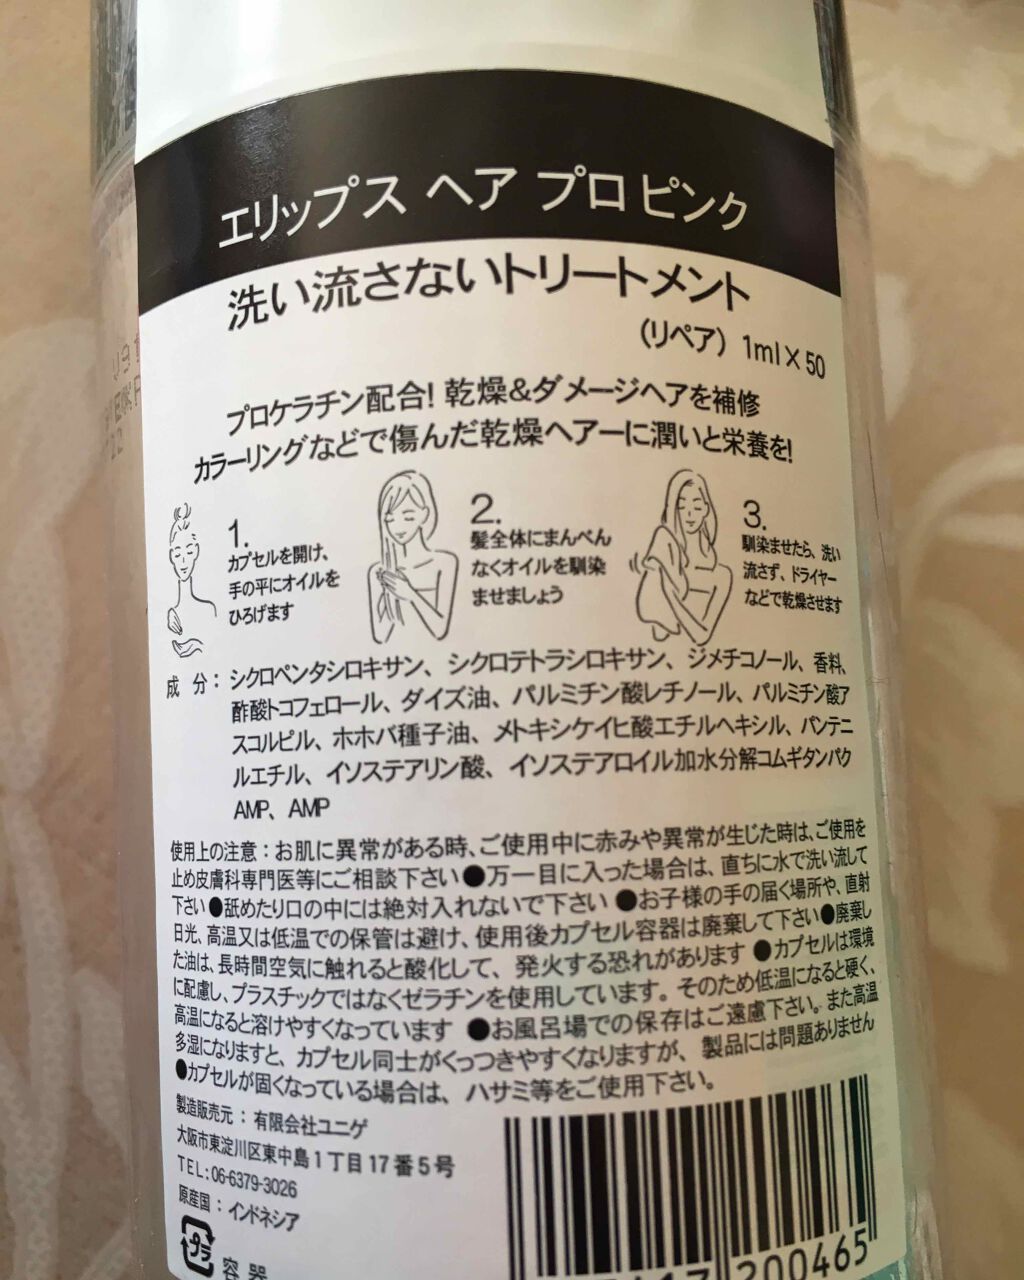 エリップス ヘア プロ ピンク
洗い流さないトリートメント
（リペア）1ml×50
プロケラチン配合! 乾燥&ダメージヘアを補修
カラーリングなどで傷んだ乾燥ヘアーに潤いと栄養を!
1.
カプセルを開け、
手の平にオイルを
ひろげます
2.
髪全体にまんべん
なくオイルを馴染
ませましょう
3.
馴染ませたら、洗い
流さず、ドライヤー
などで乾燥させます
成 分：シクロペンタシロキサン、シクロテトラシロキサン、ジメチコノール、香料、
酢酸トコフェロール、ダイズ油、パルミチン酸レチノール、パルミチン酸ア
スコルピル、ホホバ種子油、メトキシケイヒ酸エチルヘキシル、パンテニ
ルエチル、イソステアリン酸、イソステアロイル加水分解コムギタンパク
AMP、AMP
使用上の注意：お肌に異常がある時、ご使用中に赤みや異常が生じた時は、ご使用を
止め皮膚科専門医等にご相談下さい●万一目に入った場合は、直ちに水で洗い流して
下さい●舐めたり口の中には絶対入れないで下さい ●お子様の手の届く場所や、直射
日光、高温又は低温での保管は避け、使用後カプセル容器は廃棄して下さい●廃棄し
た油は、長時間空気に触れると酸化して、発火する恐れがあります ●カプセルは環境
に配慮し、プラスチックではなくゼラチンを使用しています。そのため低温になると硬く、
高温になると溶けやすくなっています ●お風呂場での保存はご遠慮下さい。また高温
多湿になりますと、カプセル同士がくっつきやすくなりますが、製品には問題ありません
●カプセルが固くなっている場合は、ハサミ等をご使用下さい。
製造販売元：有限会社ユニゲ
大阪市東淀川区東中島1丁目17番5号
TEL:06-6379-3026
原産国：インドネシア
プラ 容器
200465